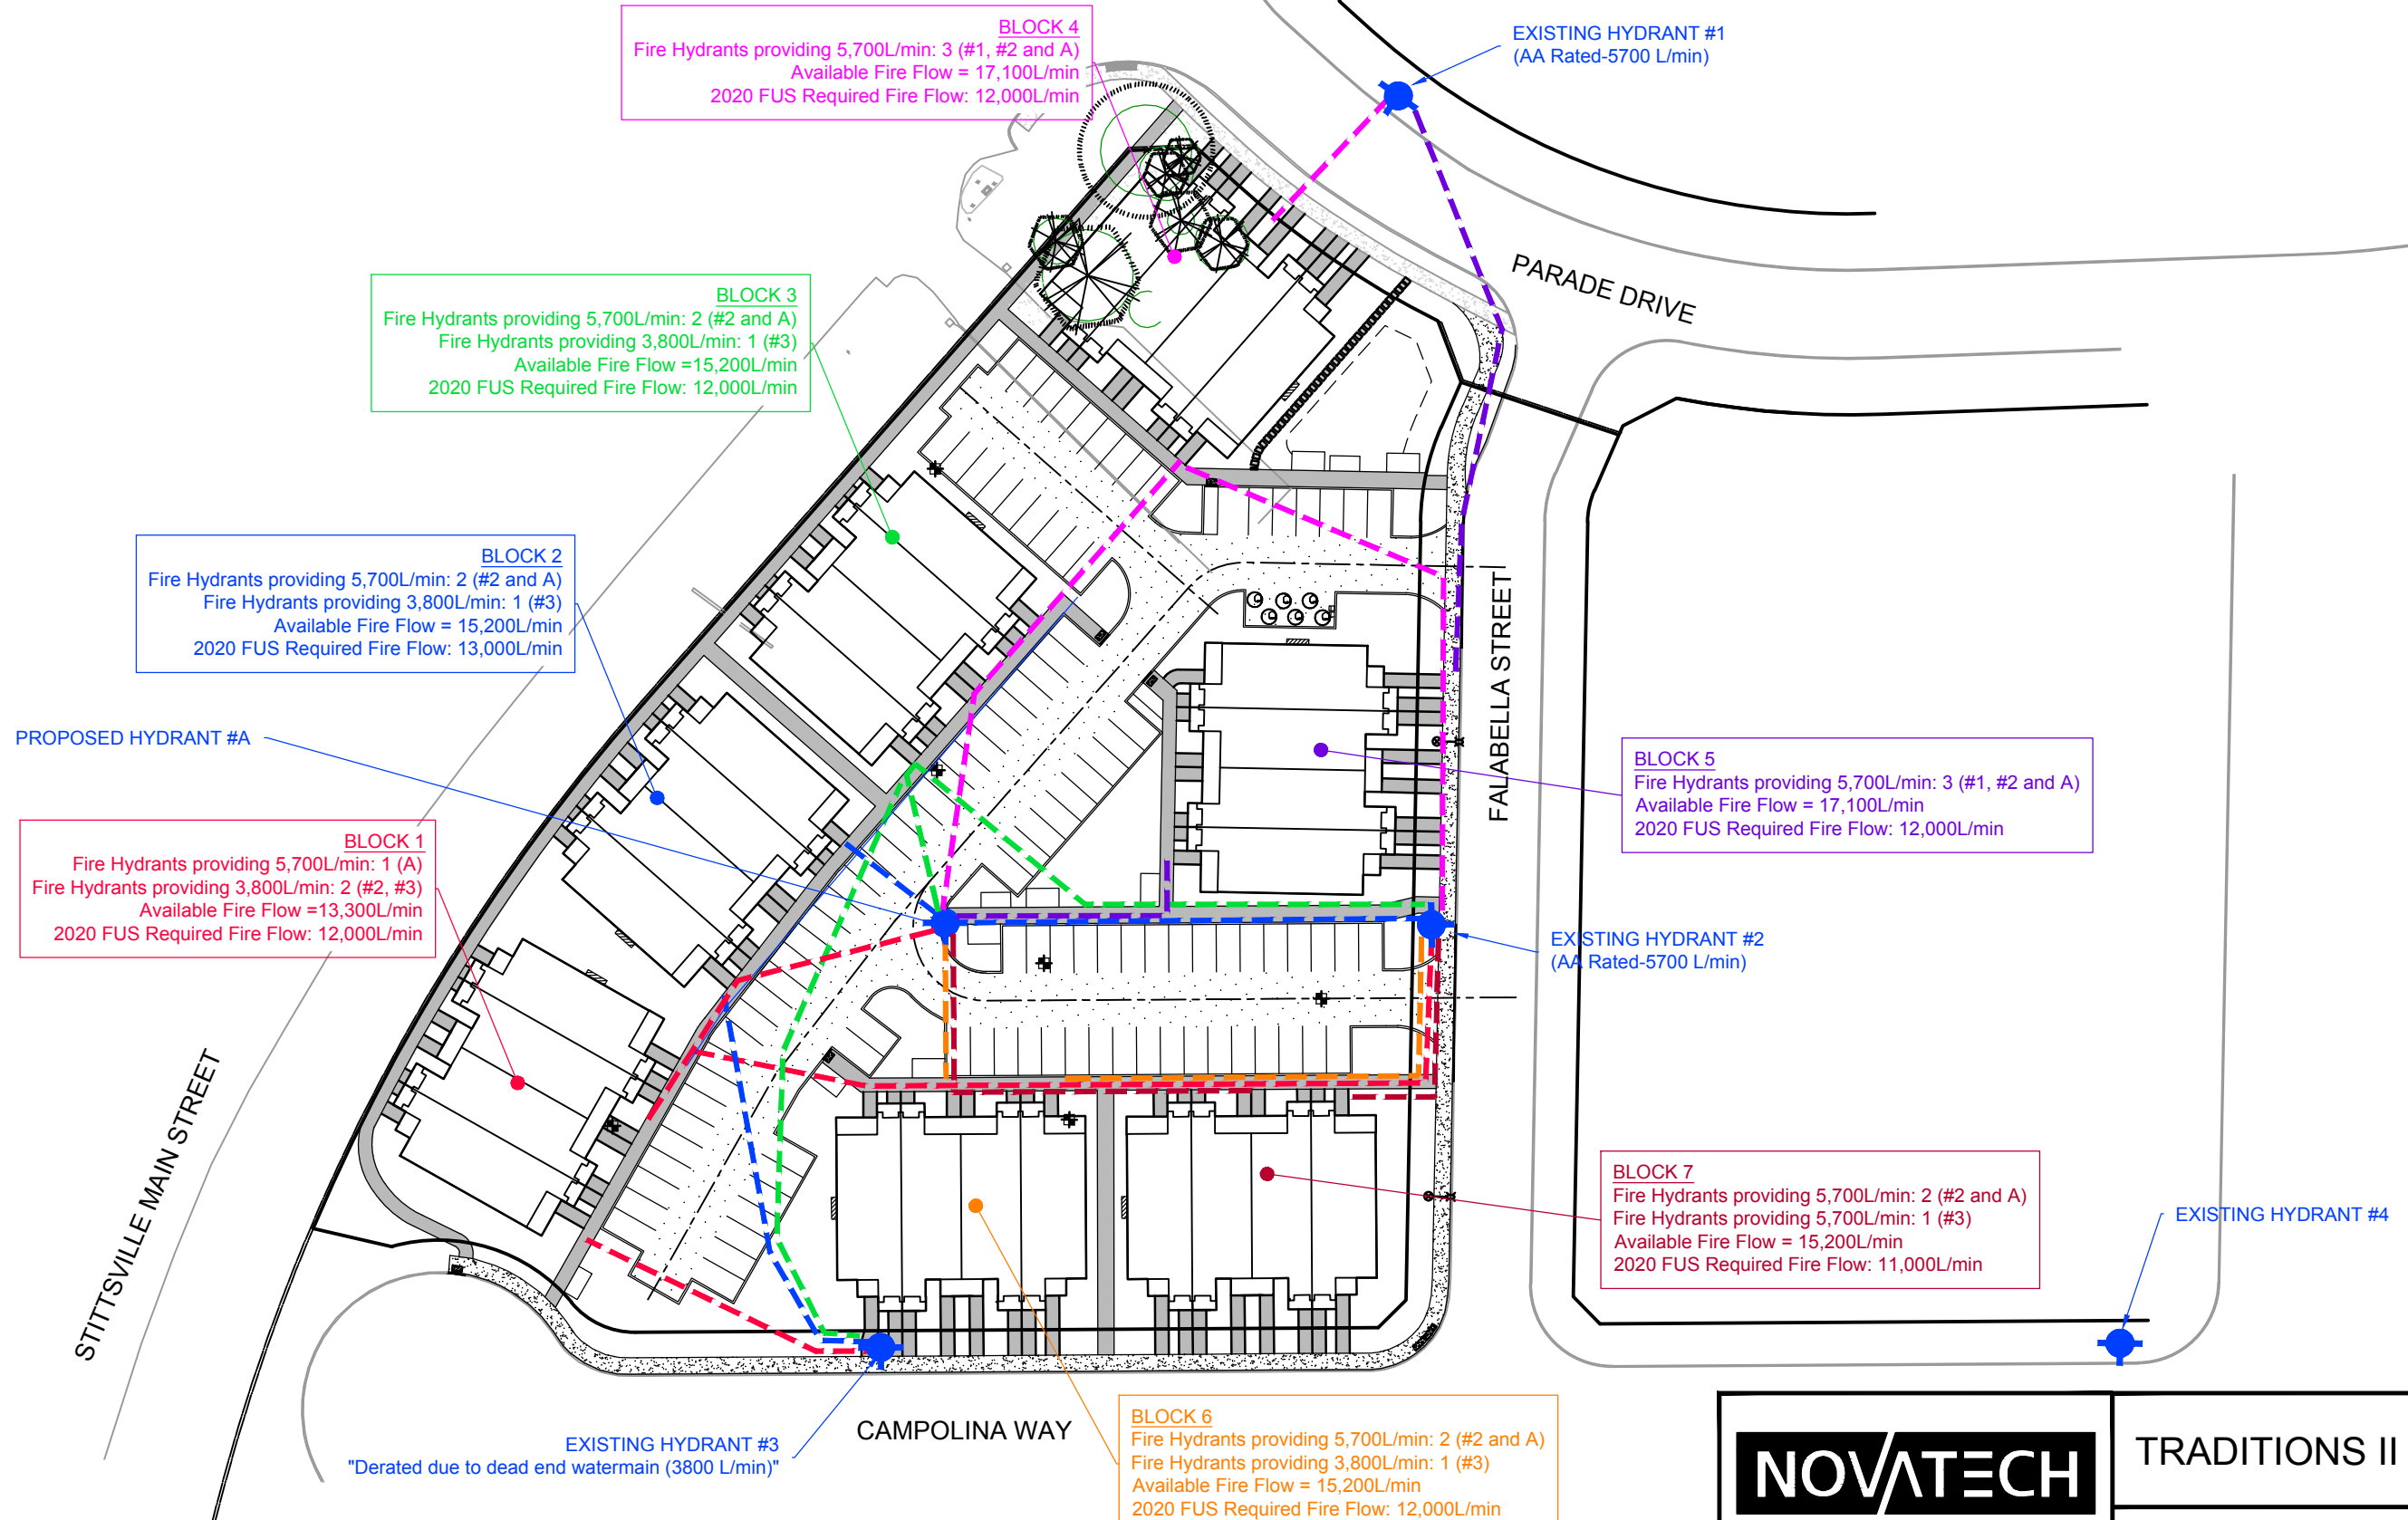 BLOCK 4
Fire Hydrants providing 5,700L/min: 3 (#1, #2 and A)
Available Fire Flow = 17,100L/min
2020 FUS Required Fire Flow: 12,000L/min
EXISTING HYDRANT #1
(AA Rated-5700 L/min)
PARADE DRIVE
BLOCK 3
Fire Hydrants providing 5,700L/min: 2 (#2 and A)
Fire Hydrants providing 3,800L/min: 1 (#3)
Available Fire Flow =15,200L/min
2020 FUS Required Fire Flow: 12,000L/min
BLOCK 2
Fire Hydrants providing 5,700L/min: 2 (#2 and A)
Fire Hydrants providing 3,800L/min: 1 (#3)
Available Fire Flow = 15,200L/min
2020 FUS Required Fire Flow: 13,000L/min
FALABELLA STREET
PROPOSED HYDRANT #A
BLOCK 5
Fire Hydrants providing 5,700L/min: 3 (#1, #2 and A)
Available Fire Flow = 17,100L/min
2020 FUS Required Fire Flow: 12,000L/min
BLOCK 1
Fire Hydrants providing 5,700L/min: 1 (A)
Fire Hydrants providing 3,800L/min: 2 (#2, #3)
Available Fire Flow =13,300L/min
2020 FUS Required Fire Flow: 12,000L/min
EXISTING HYDRANT #2
(AA Rated-5700 L/min)
STITTSVILLE MAIN STREET
BLOCK 7
Fire Hydrants providing 5,700L/min: 2 (#2 and A)
Fire Hydrants providing 5,700L/min: 1 (#3)
Available Fire Flow = 15,200L/min
2020 FUS Required Fire Flow: 11,000L/min
EXISTING HYDRANT #4
EXISTING HYDRANT #3
"Derated due to dead end watermain (3800 L/min)"
CAMPOLINA WAY
BLOCK 6
Fire Hydrants providing 5,700L/min: 2 (#2 and A)
Fire Hydrants providing 3,800L/min: 1 (#3)
Available Fire Flow = 15,200L/min
2020 FUS Required Fire Flow: 12,000L/min
NOVATECH
TRADITIONS II